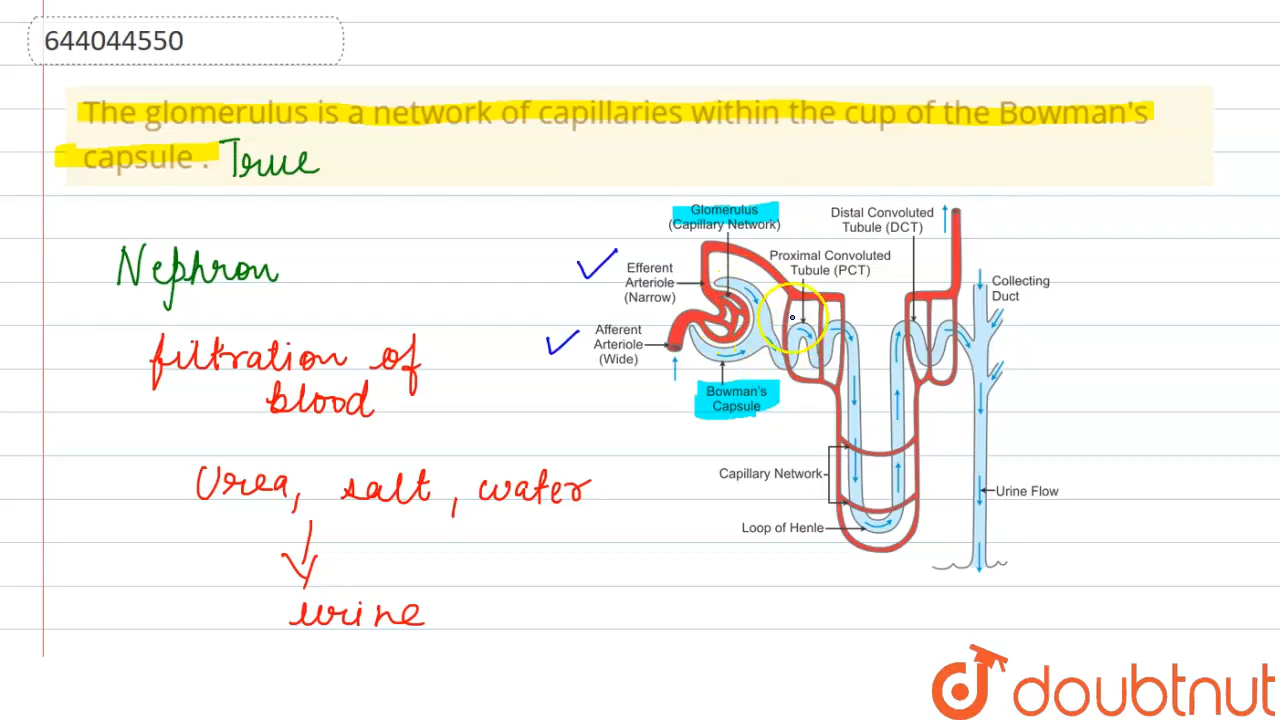 644044550
The glomerulus is a network of capillaries within the cup of the Bowman's
capsule . True
Nephron
filtration of
blood
Urea, salt, water
urine
Glomerulus
(Capillary Network)
Distal Convoluted
Tubule (DCT)
Proximal Convoluted
Tubule (PCT)
Efferent
Arteriole
(Narrow)
Collecting
Duct
Afferent
Arteriole
(Wide)
Bowman's
Capsule
Capillary Network
Urine Flow
Loop of Henle
doubtnut